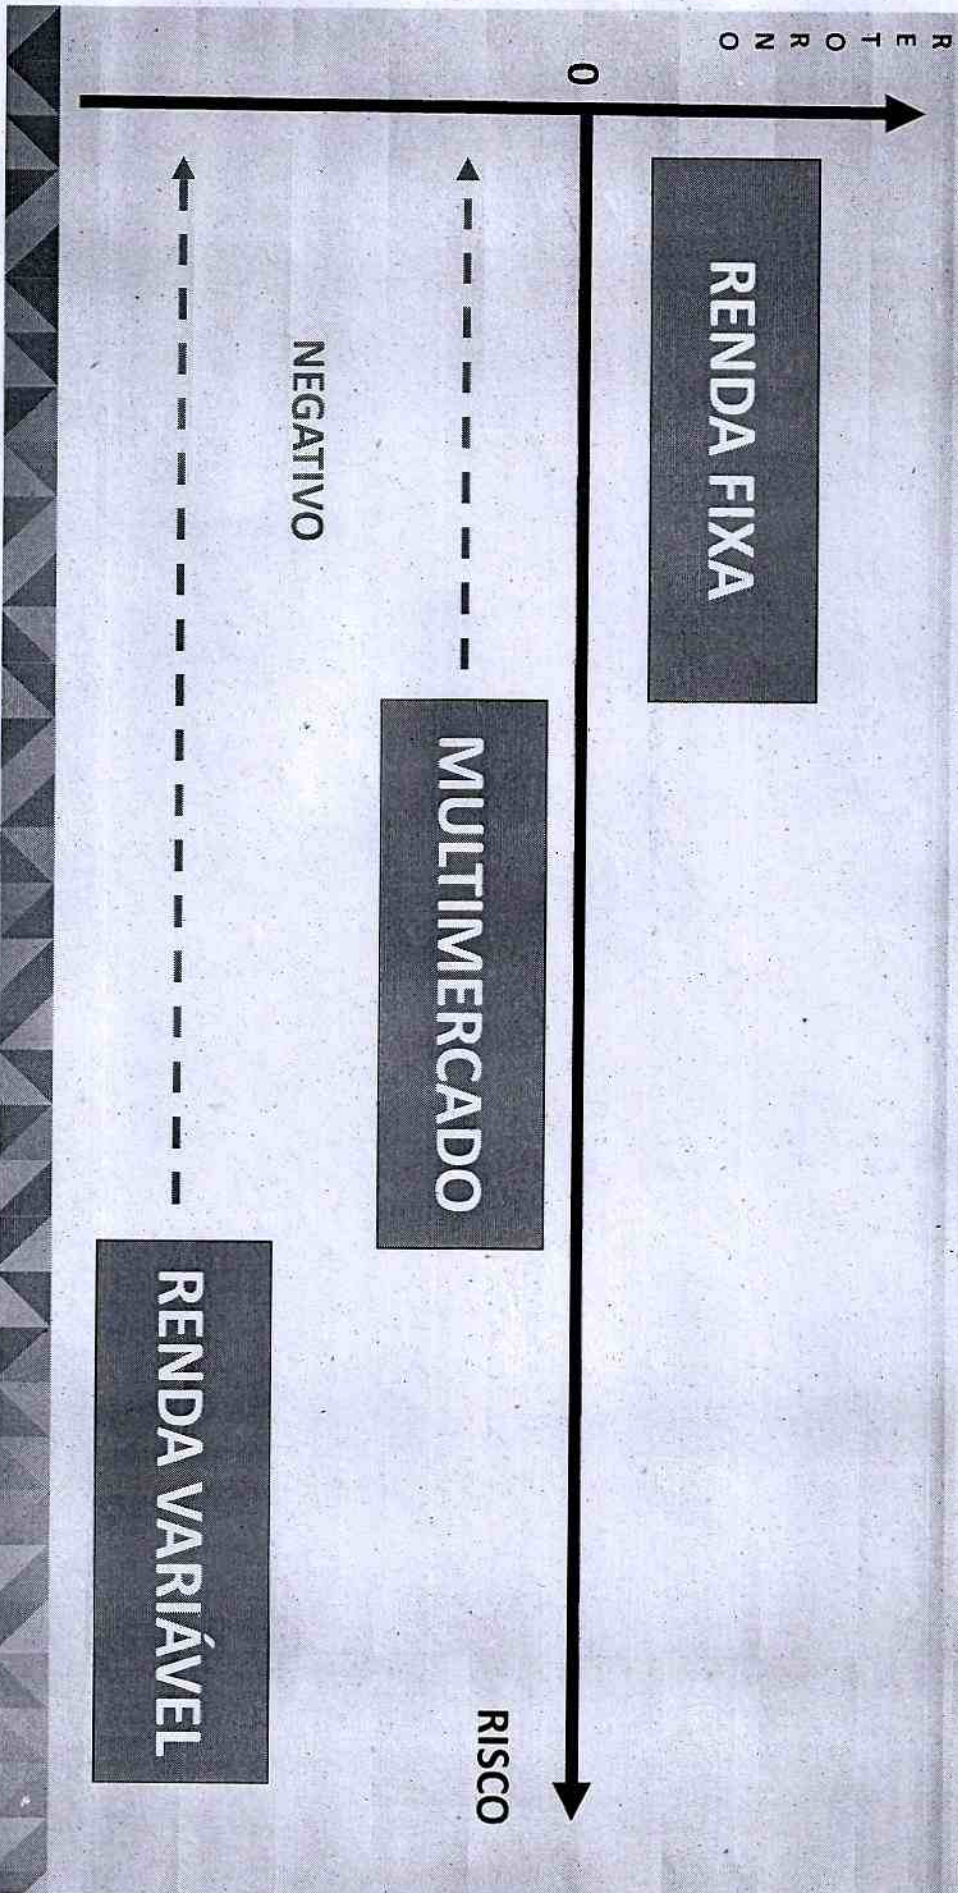 RETORNO
RENDA FIXA
0
RISCO
MULTIMERCADO
NEGATIVO
RENDA VARIÁVEL